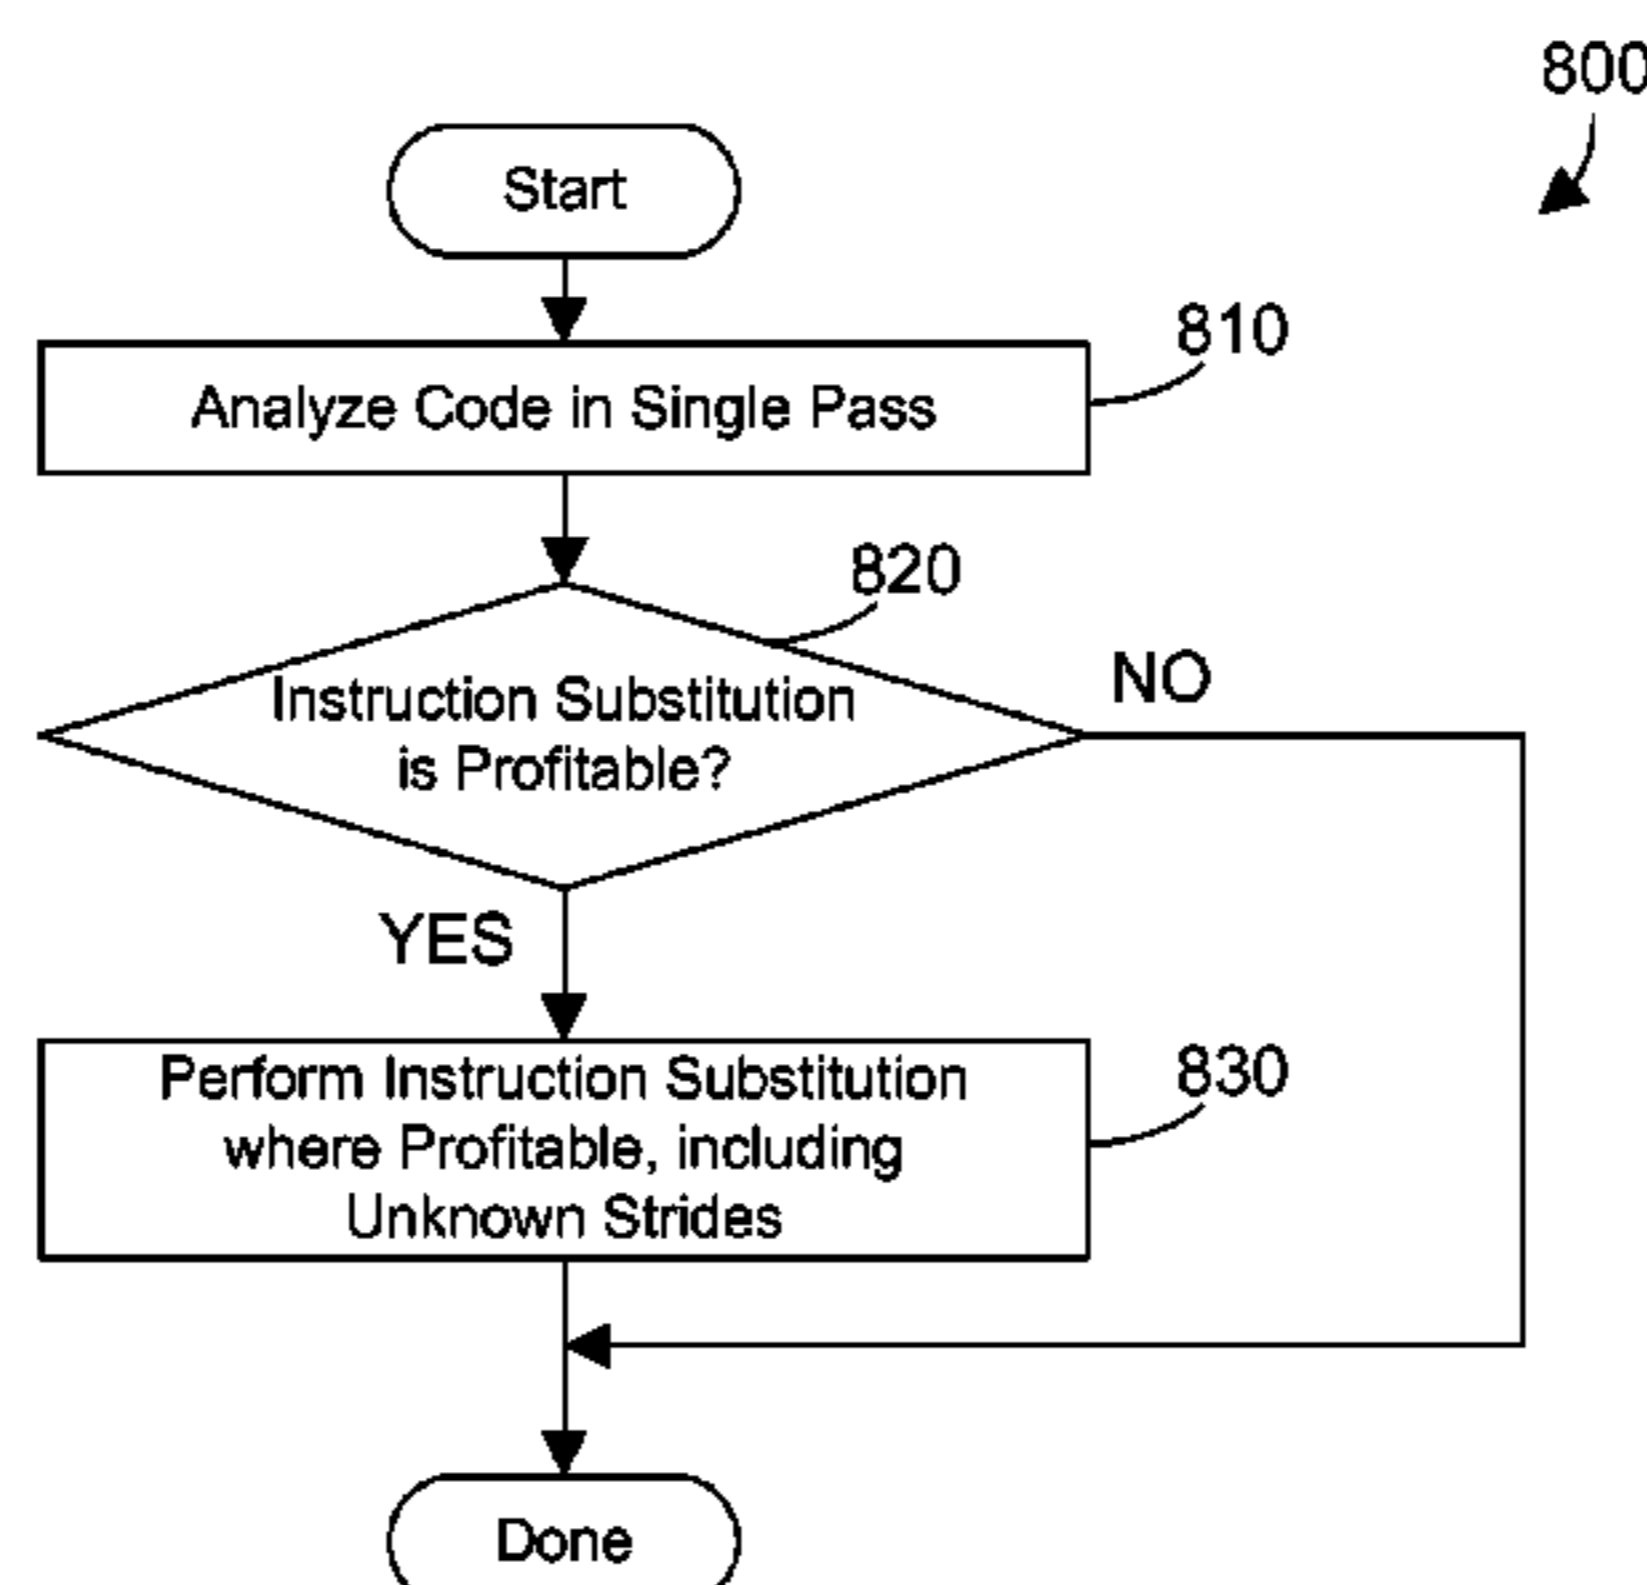 800
Start
810
Analyze Code in Single Pass
820
NO
Instruction Substitution
is Profitable?
YES
830
Perform Instruction Substitution
where Profitable, including
Unknown Strides
Done